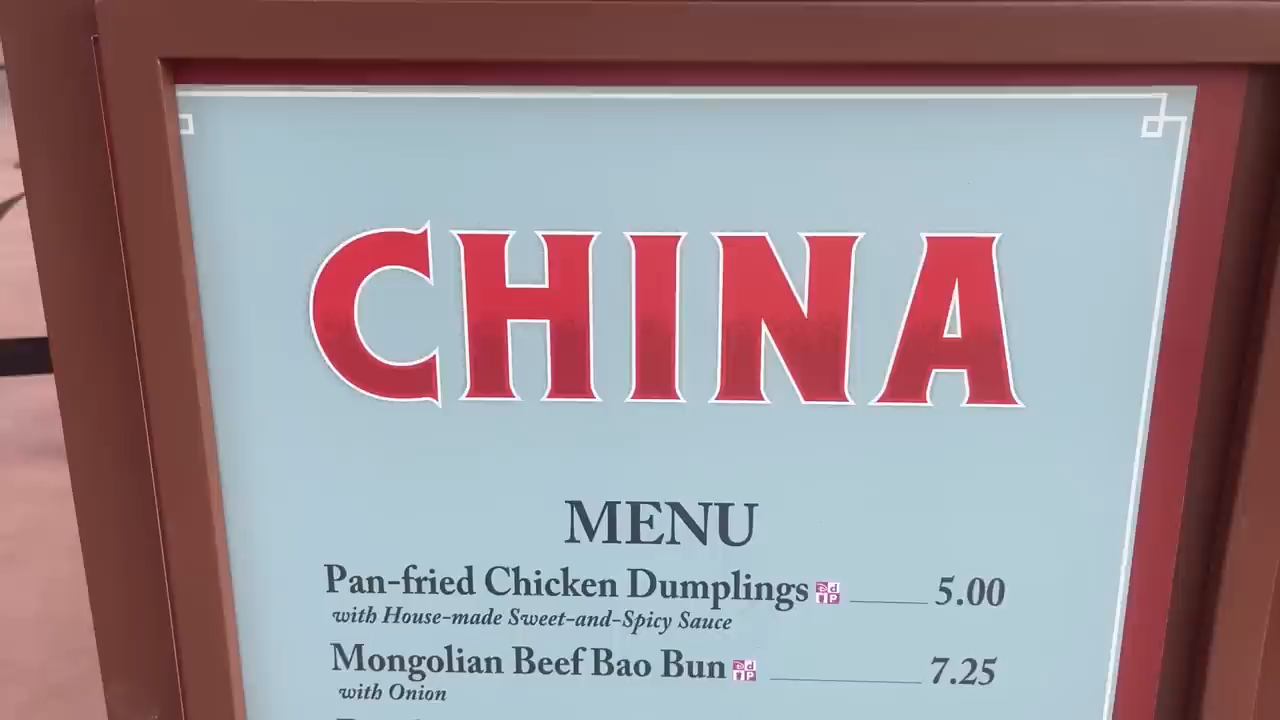 CHINA
MENU
Pan-fried Chicken Dumplings 5.00
with House-made Sweet-and-Spicy Sauce
Mongolian Beef Bao Bun 7.25
with Onion